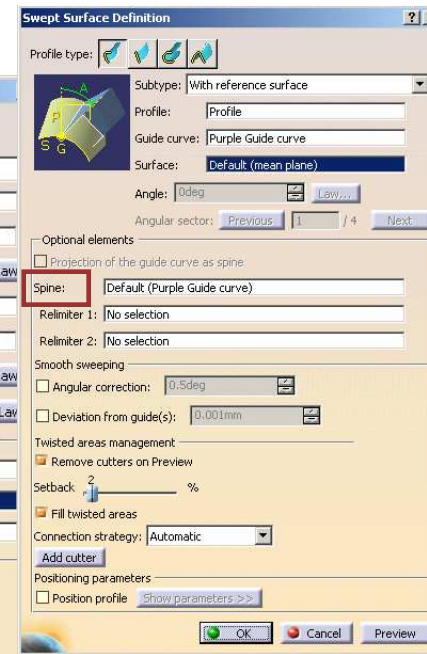 Swept Surface Definition ?
Profile type:
A
P
S G
Subtype: With reference surface
Profile: Profile
Guide curve: Purple Guide curve
Surface: Default (mean plane)
Angle: 0deg Law...
Angular sector: Previous 1 / 4 Next
Optional elements
Projection of the guide curve as spine
Spine: Default (Purple Guide curve)
Relimiter 1: No selection
Relimiter 2: No selection
Smooth sweeping
Angular correction: 0.5deg
Deviation from guide(s): 0.001mm
Twisted areas management
Remove cutters on Preview
Setback 2 %
Fill twisted areas
Connection strategy: Automatic
Add cutter
Positioning parameters
Position profile Show parameters >>
OK Cancel Preview
aw
aw
Law